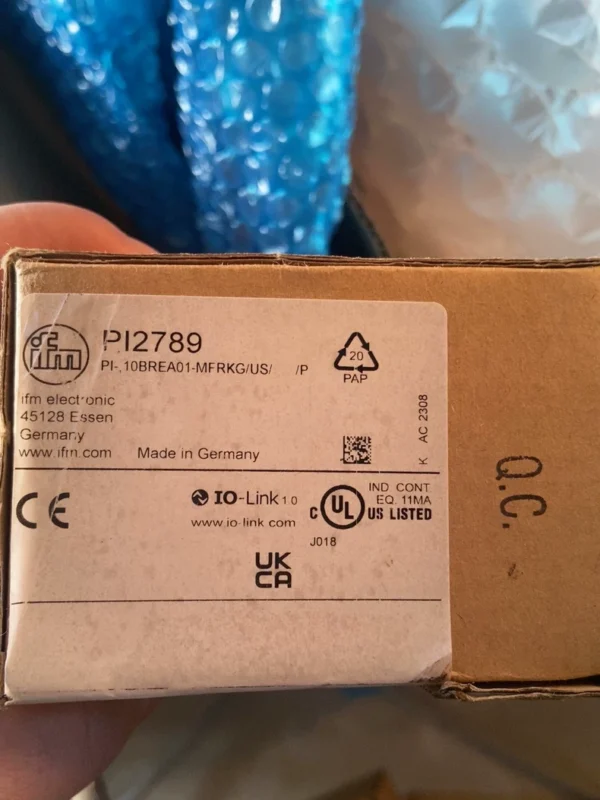 ifm
PI2789
PI-,10BREA01-MFRKG/US/ /P
20
PAP
ifm electronic
45128 Essen
Germany
www.ifm.com
Made in Germany
K AC 2308
CE
IO-Link 1.0
www.io-link.com
C UL US LISTED
IND CONT
EQ. 11MA
J018
UK
CA
Q.C.